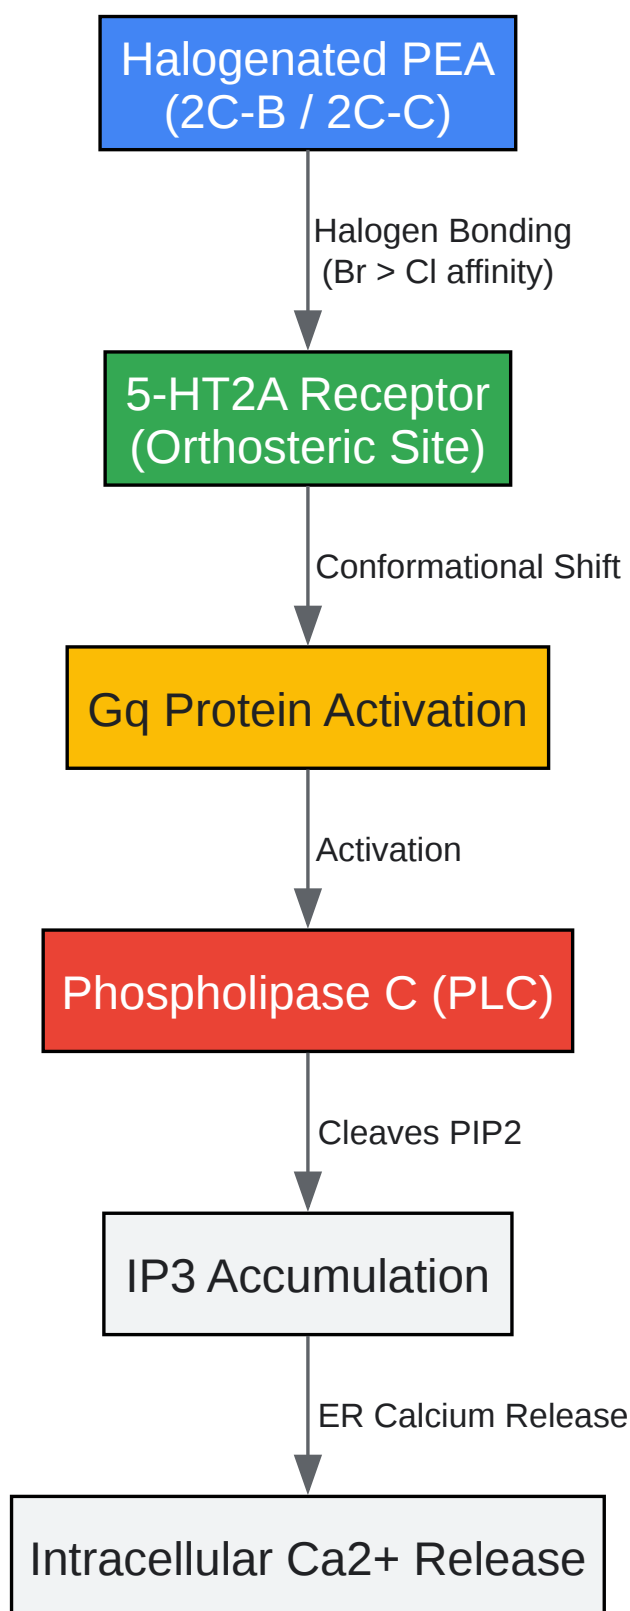 Halogenated PEA
(2C-B / 2C-C)
Halogen Bonding
(Br > Cl affinity)
5-HT2A Receptor
(Orthosteric Site)
Conformational Shift
Gq Protein Activation
Activation
Phospholipase C (PLC)
Cleaves PIP2
IP3 Accumulation
ER Calcium Release
Intracellular Ca2+ Release